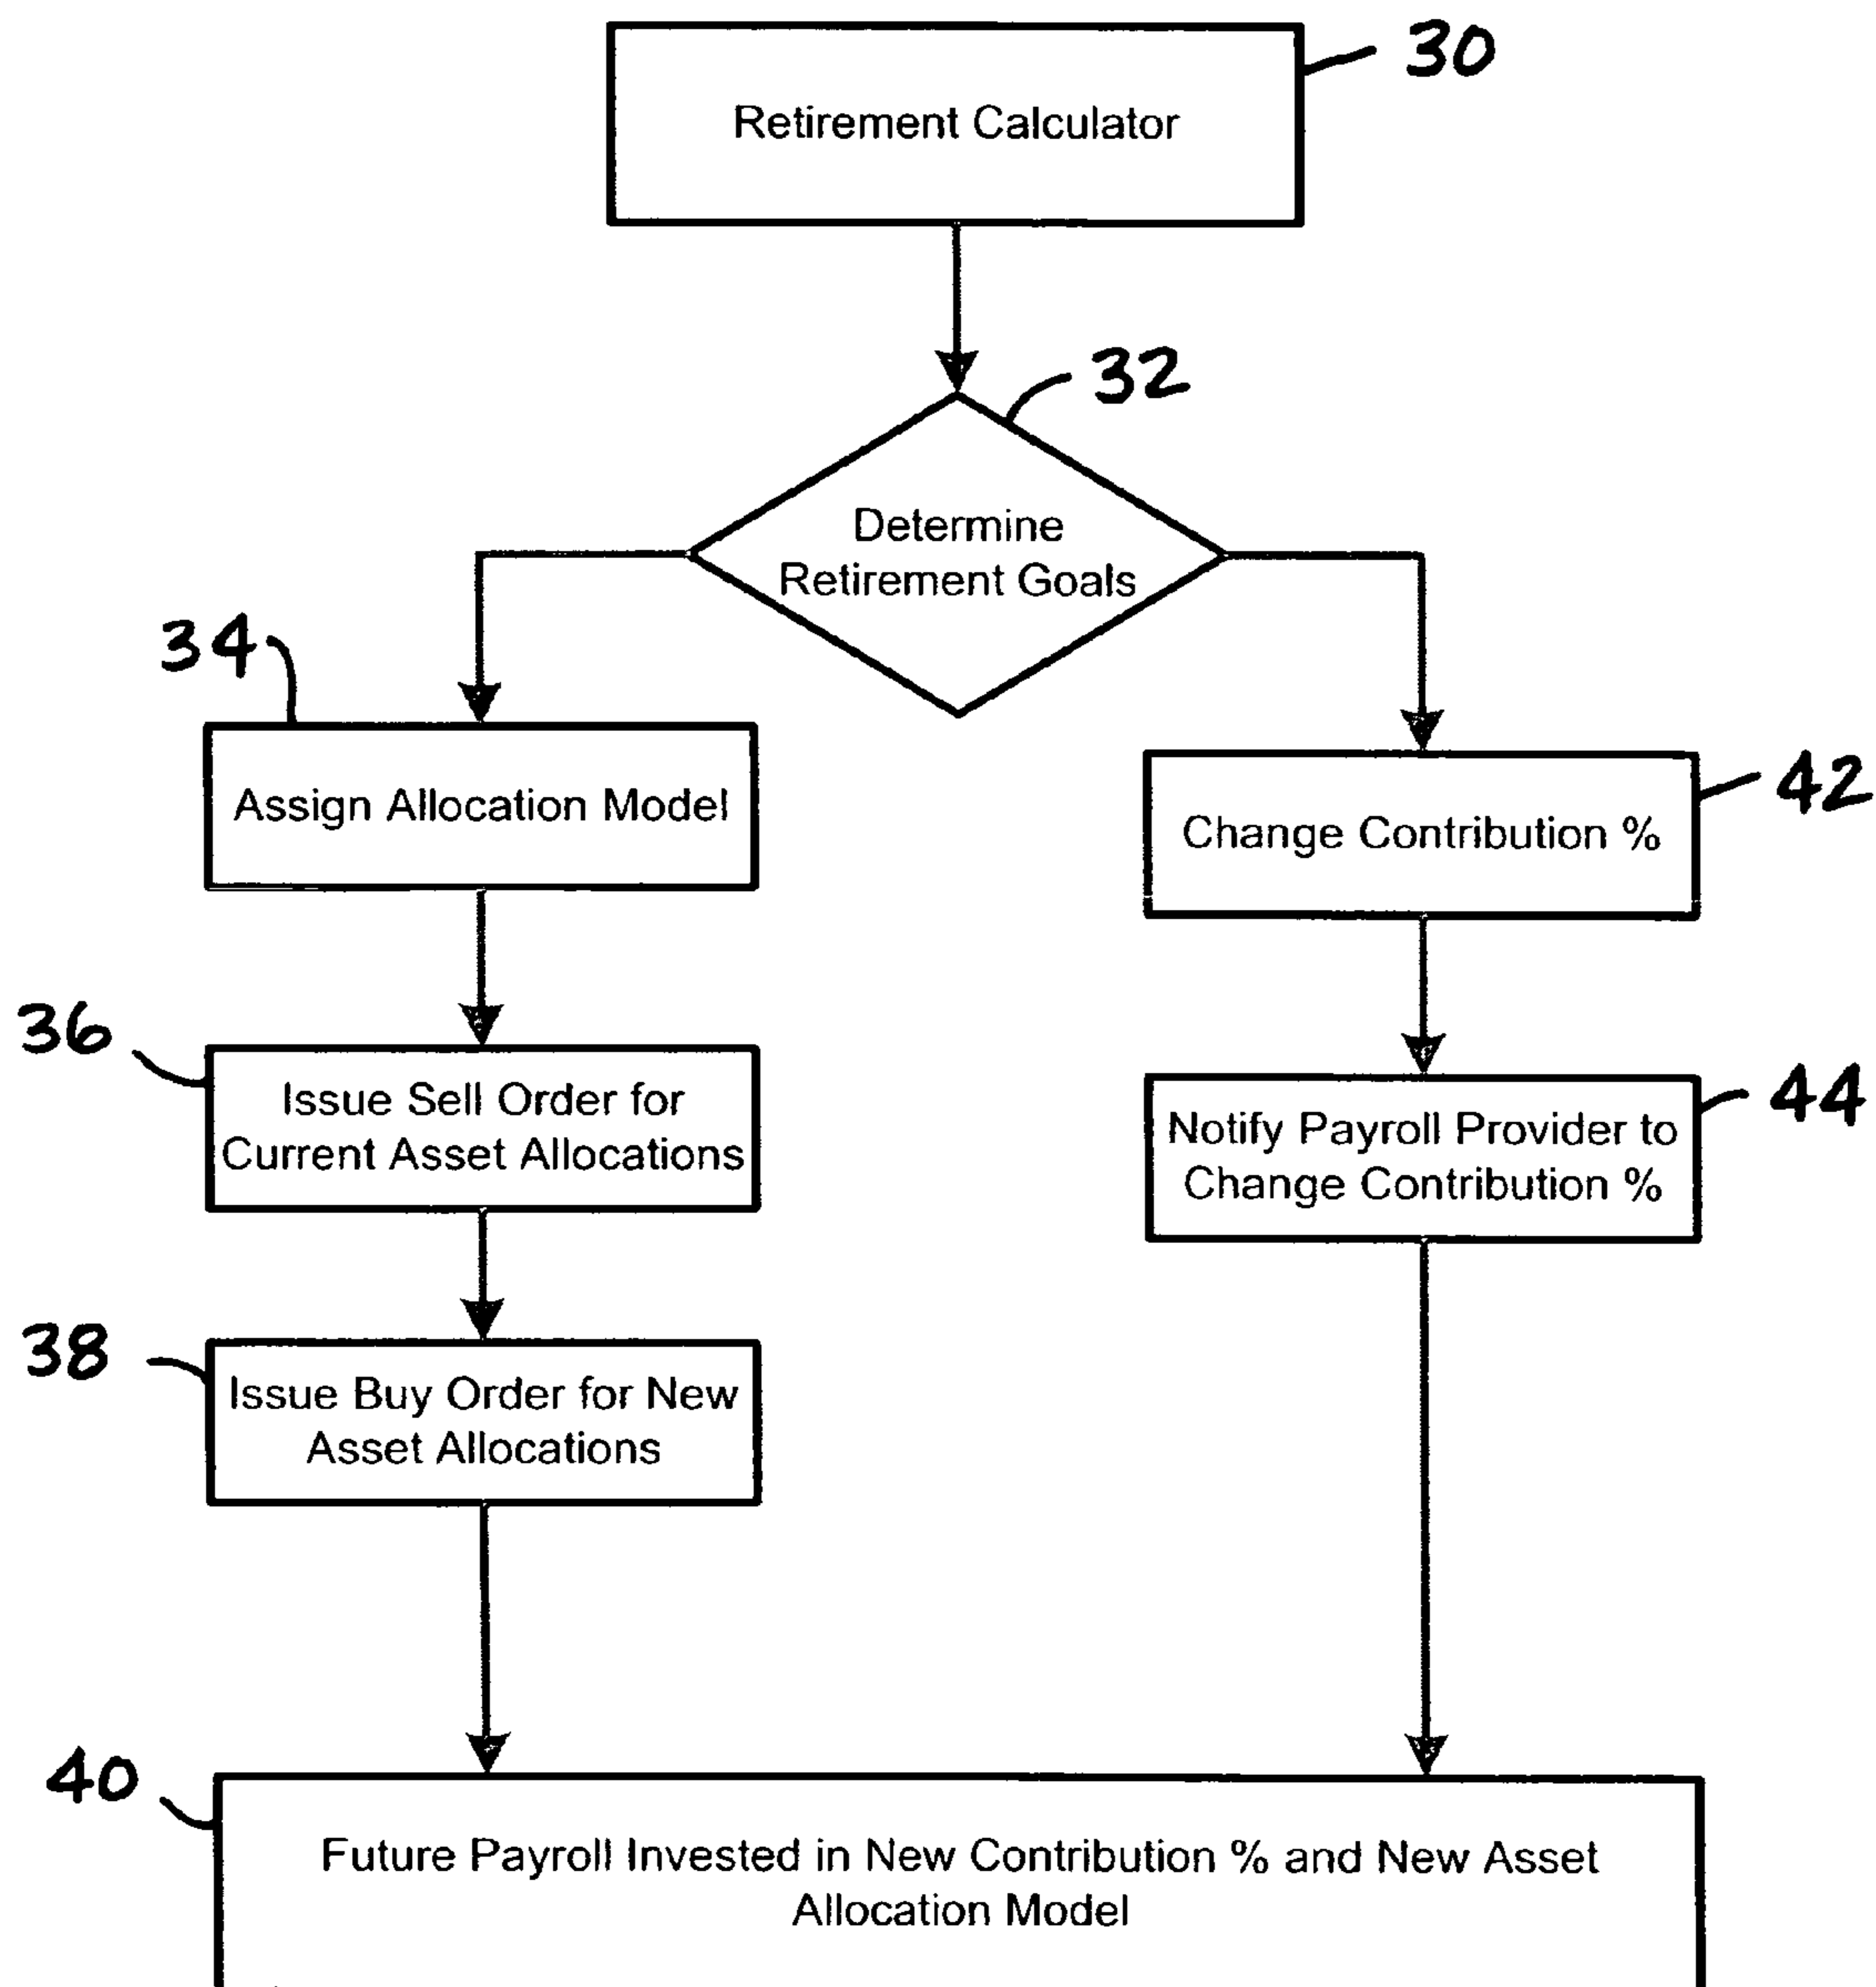 30
Retirement Calculator
32
Determine
Retirement Goals
34
Assign Allocation Model
42
Change Contribution %
36
Issue Sell Order for
Current Asset Allocations
44
Notify Payroll Provider to
Change Contribution %
38
Issue Buy Order for New
Asset Allocations
40
Future Payroll Invested in New Contribution % and New Asset
Allocation Model